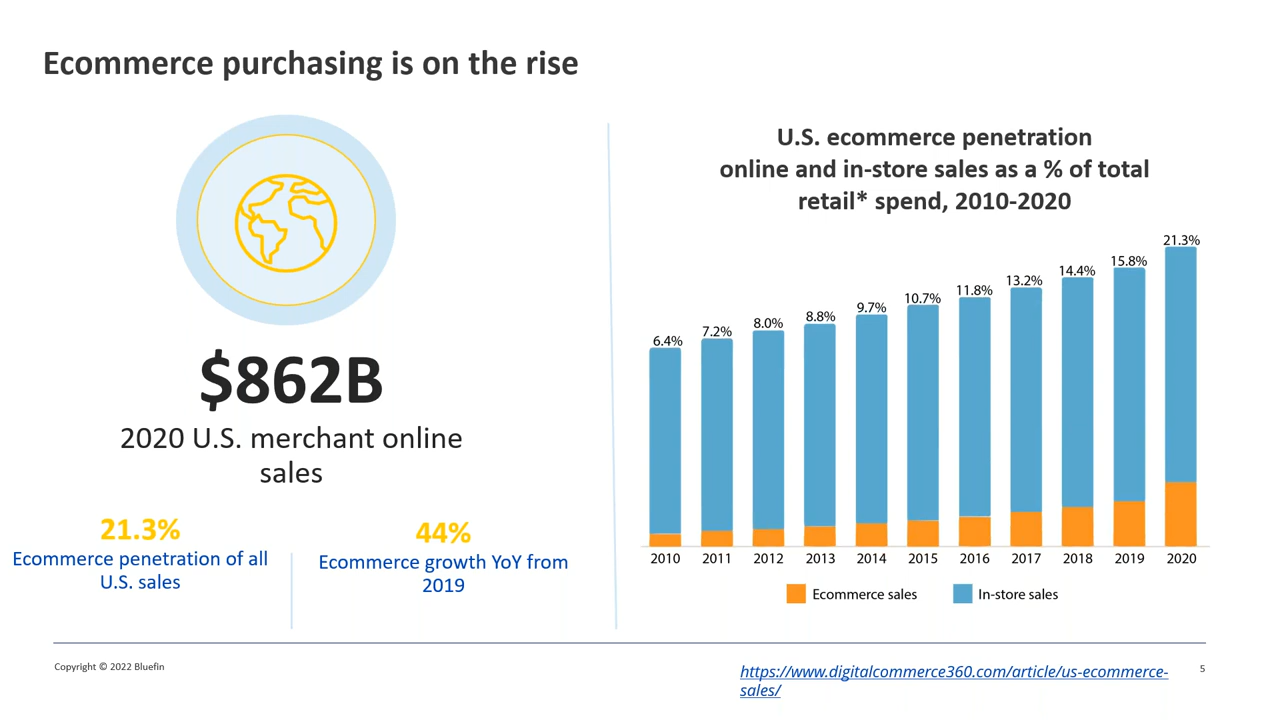 Ecommerce purchasing is on the rise
$862B
2020 U.S. merchant online
sales
21.3%
Ecommerce penetration of all
U.S. sales
44%
Ecommerce growth YoY from
2019
U.S. ecommerce penetration
online and in-store sales as a % of total
retail* spend, 2010-2020
6.4%
7.2%
8.0%
8.8%
9.7%
10.7%
11.8%
13.2%
14.4%
15.8%
21.3%
2010 2011 2012 2013 2014 2015 2016 2017 2018 2019 2020
Ecommerce sales In-store sales
Copyright © 2022 Bluefin
https://www.digitalcommerce360.com/article/us-ecommerce-
sales/
5